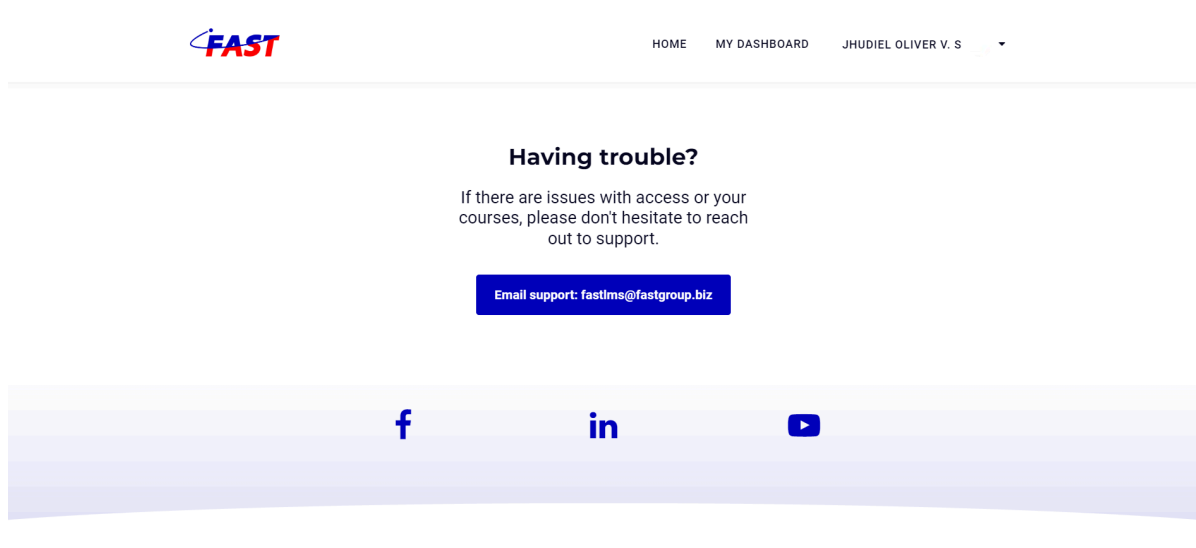 FAST
HOME
MY DASHBOARD
JHUDIEL OLIVER V. S
Having trouble?
If there are issues with access or your
courses, please don't hesitate to reach
out to support.
Email support: fastlms@fastgroup.biz
f
in